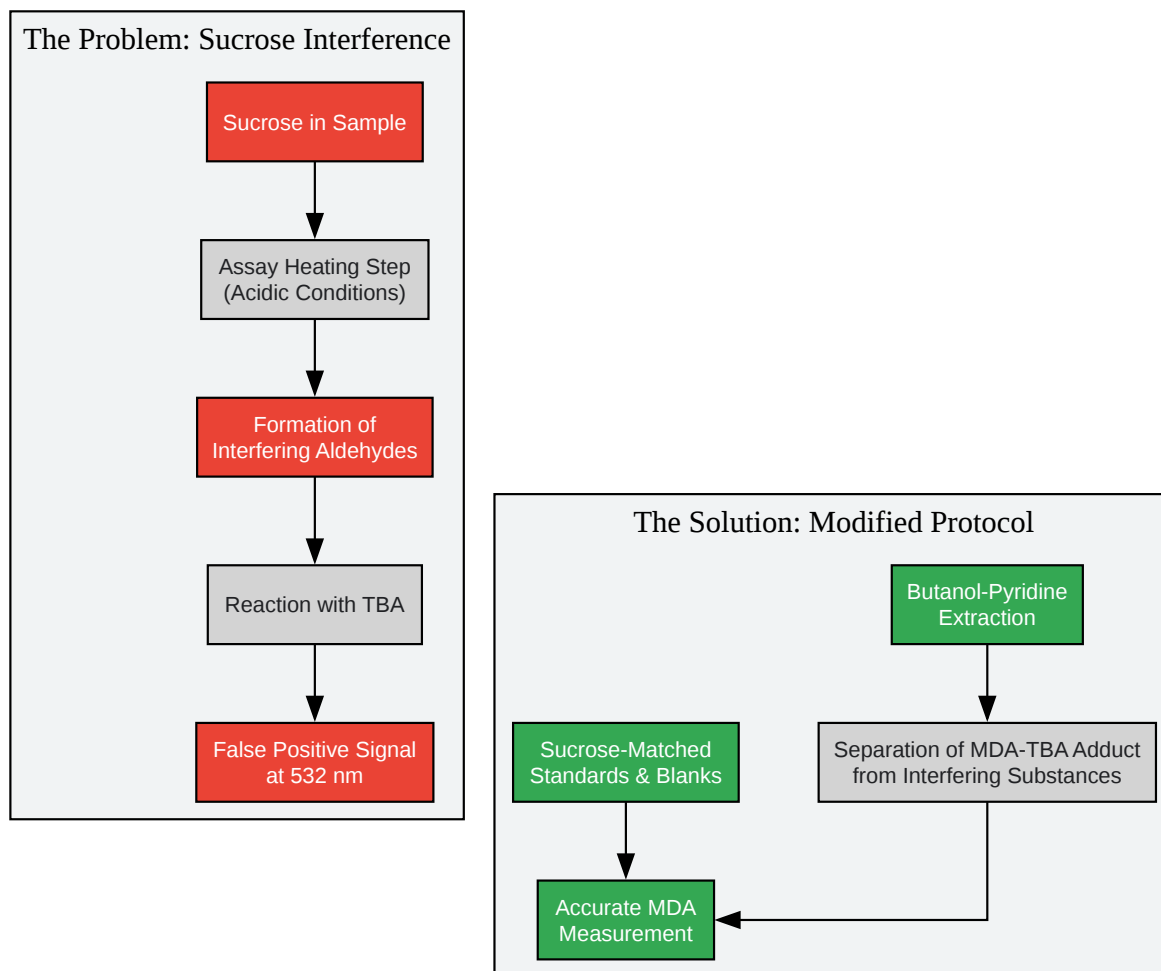 The Problem: Sucrose Interference
Sucrose in Sample
Assay Heating Step
(Acidic Conditions)
Formation of
Interfering Aldehydes
Reaction with TBA
False Positive Signal
at 532 nm
The Solution: Modified Protocol
Butanol-Pyridine
Extraction
Sucrose-Matched
Standards & Blanks
Separation of MDA-TBA Adduct
from Interfering Substances
Accurate MDA
Measurement